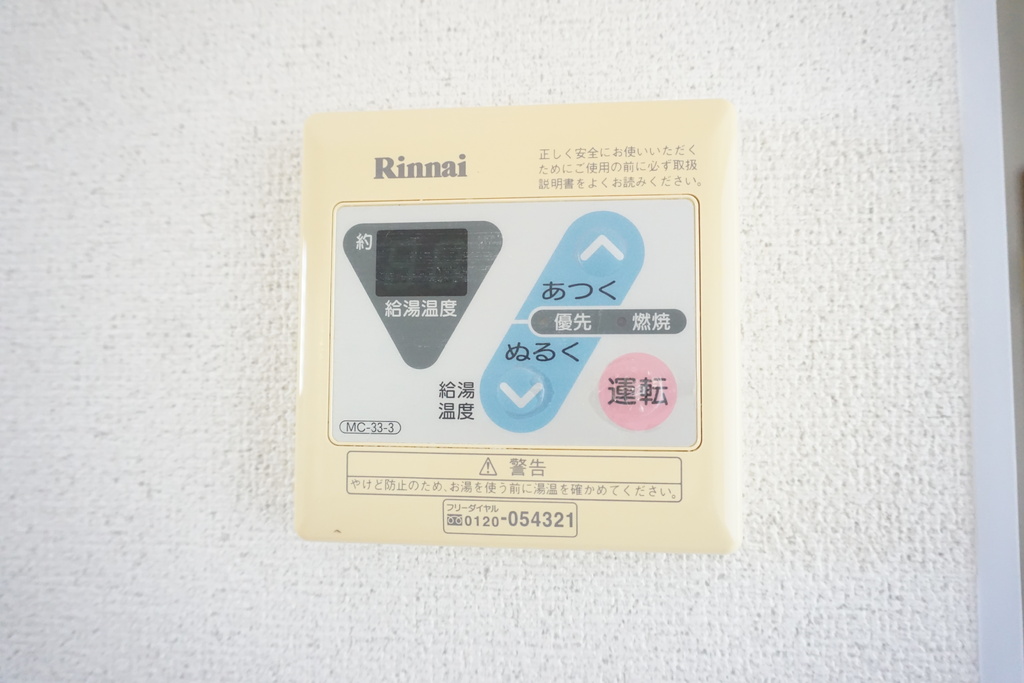 Rinnai
正しく安全にお使いいただく
ためにご使用の前に必ず取扱
説明書をよくお読みください。
約
給湯温度
あつく
優先 燃焼
ぬるく
給湯
温度
運転
MC-33-3
⚠ 警告
やけど防止のため、お湯を使う前に湯温を確かめてください。
フリーダイヤル
0120-054321